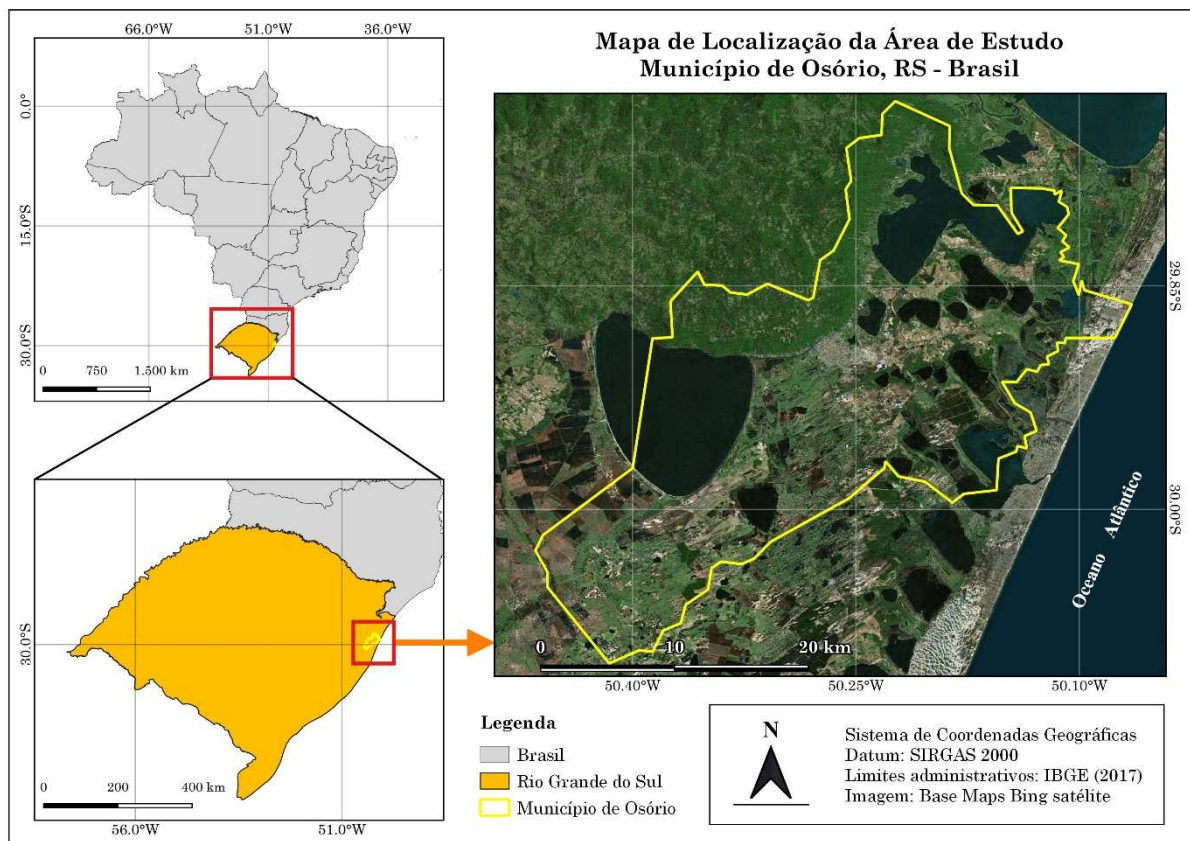 66.0°W 51.0°W 36.0°W
0.0°
15.0°S
30.0°S
0 750 1.500 km
Mapa de Localização da Área de Estudo
Município de Osório, RS - Brasil
29.85°S
30.00°S
Oceano Atlântico
0 10 20 km
50.40°W 50.25°W 50.10°W
30.0°S
0 200 400 km
56.0°W 51.0°W
Legenda
Brasil
Rio Grande do Sul
Município de Osório
N
Sistema de Coordenadas Geográficas
Datum: SIRGAS 2000
Limites administrativos: IBGE (2017)
Imagem: Base Maps Bing satélite